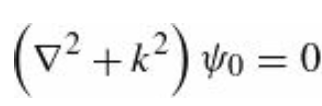 (∇² + k²) ψ₀ = 0